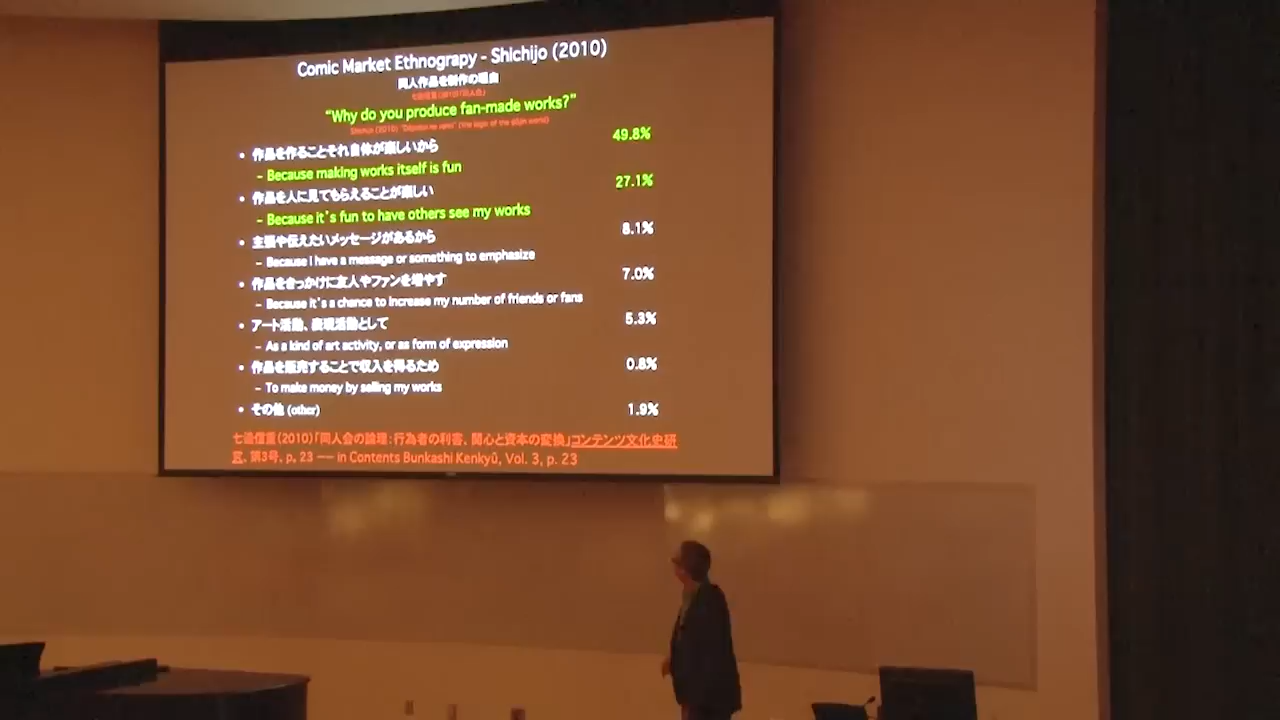 Comic Market Ethnograpy - Shichijo (2010)
同人作品を制作の理由
“Why do you produce fan-made works?”
• 作品を作ることそれ自体が楽しいから 49.8%
– Because making works itself is fun
• 作品を人に見てもらえることが楽しい 27.1%
– Because it's fun to have others see my works
• 主張や伝えたいメッセージがあるから 8.1%
– Because I have a message or something to emphasize
• 作品をきっかけに友人やファンを増やす 7.0%
– Because it's a chance to increase my number of friends or fans
• アート活動、表現活動として 5.3%
– As a kind of art activity, or as form of expression
• 作品を販売することで収入を得るため 0.8%
– To make money by selling my works
• その他 (other) 1.9%
(2010)「同人会の論理：行為者の利害、関心と資本の変換」コンテンツ文化史研
究、第3号、p. 23 —— in Contents Bunkashi Kenkyū, Vol. 3, p. 23